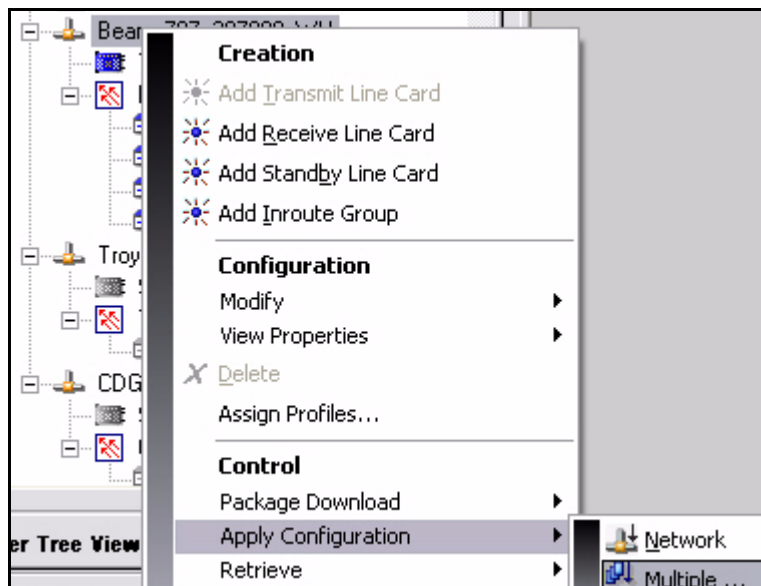 Creation
Add Transmit Line Card
Add Receive Line Card
Add Standby Line Card
Add Inroute Group
Configuration
Modify
View Properties
Delete
Assign Profiles...
Control
Package Download
Apply Configuration
Retrieve
Network
Multiple ...
Troy
CDG
er Tree View